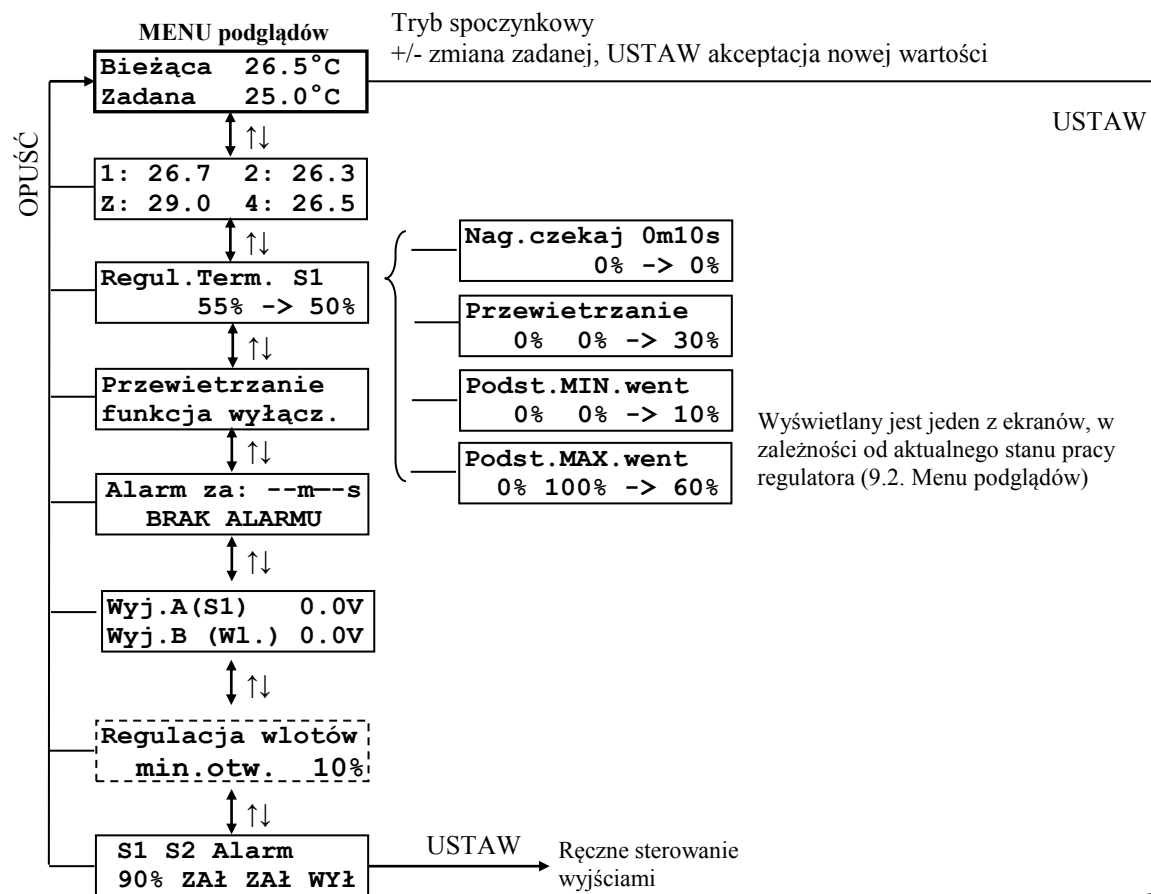 MENU podglądów
Tryb spoczynkowy
+/- zmiana zadanej, USTAW akceptacja nowej wartości
Bieżąca 26.5°C
Zadana 25.0°C
USTAW
OPUŚĆ
↑↓
1: 26.7 2: 26.3
Z: 29.0 4: 26.5
↑↓
Regul.Term. S1
55% -> 50%
Nag.czekaj 0m10s
0% -> 0%
Przewietrzanie
0% 0% -> 30%
Podst.MIN.went
0% 0% -> 10%
Podst.MAX.went
0% 100% -> 60%
Wyświetlany jest jeden z ekranów, w
zależności od aktualnego stanu pracy
regulatora (9.2. Menu podglądów)
↑↓
Przewietrzanie
funkcja wyłącz.
↑↓
Alarm za: --m—-s
BRAK ALARMU
↑↓
Wyj.A(S1) 0.0V
Wyj.B (Wl.) 0.0V
↑↓
Regulacja wlotów
min.otw. 10%
↑↓
S1 S2 Alarm
90% ZAŁ ZAŁ WYŁ
USTAW
Ręczne sterowanie
wyjściami